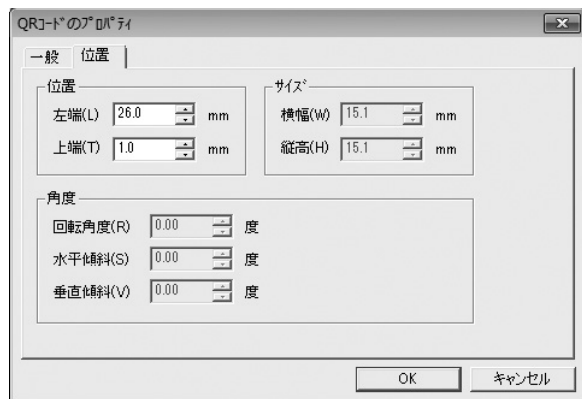 QRｺｰﾄﾞのﾌﾟﾛﾊﾟﾃｨ
一般 位置
位置
左端(L) 26.0 mm
上端(T) 1.0 mm
ｻｲｽﾞ
横幅(W) 15.1 mm
縦高(H) 15.1 mm
角度
回転角度(R) 0.00 度
水平傾斜(S) 0.00 度
垂直傾斜(V) 0.00 度
OK キャンセル